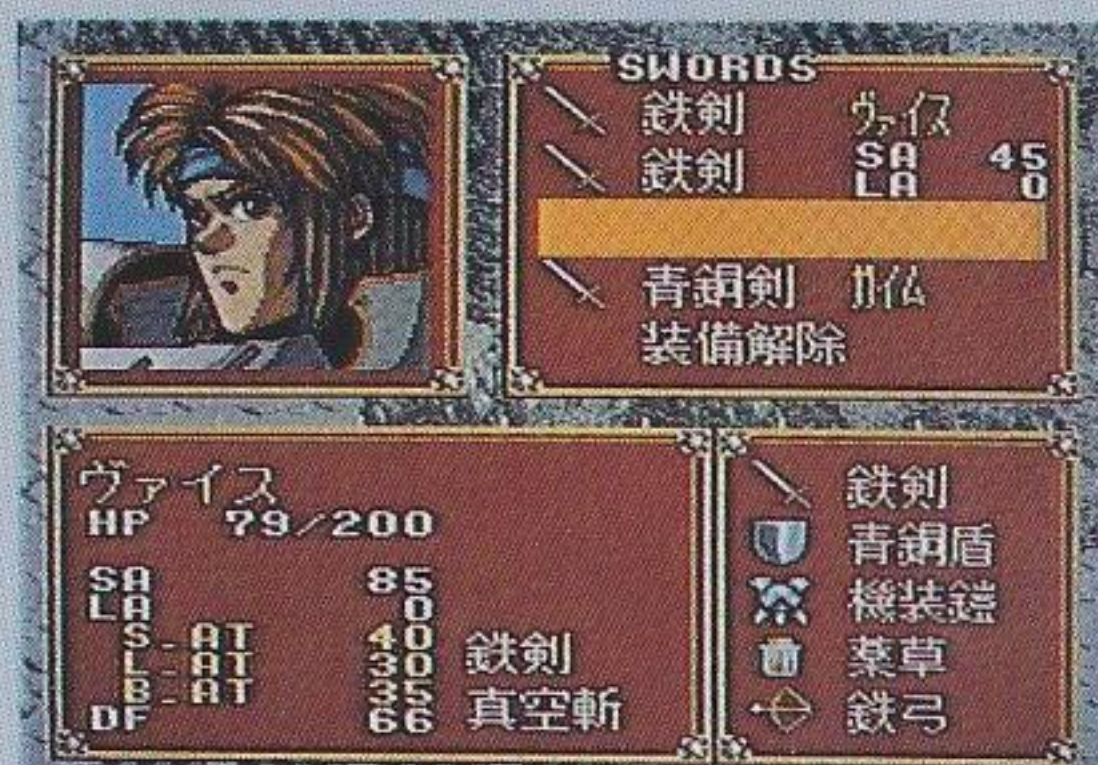 SWORDS
鉄剣 ヴァイス
鉄剣 SA 45
LA 0
青銅剣 ガイム
装備解除
ヴァイス
HP 79/200
SA 85
LA 0
S-AT 40 鉄剣
L-AT 30
B-AT 35 真空斬
DF 66
鉄剣
青銅盾
機装鎧
薬草
鉄弓